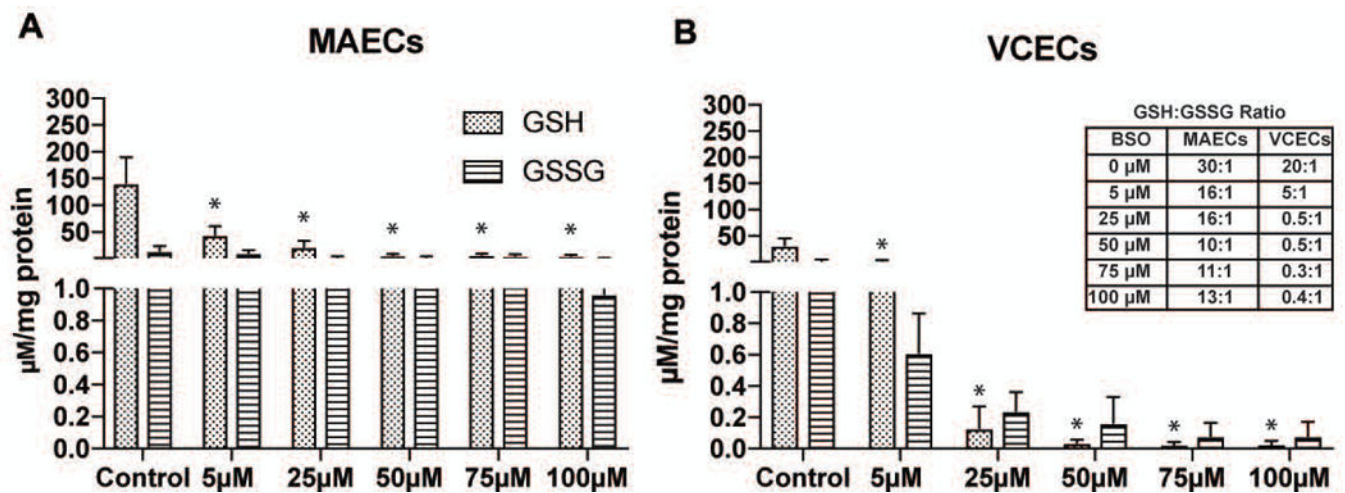 A
MAECs
µM/mg protein
300
250
200
150
100
50
1.0
0.8
0.6
0.4
0.2
0.0
*
*
*
*
*
GSH
GSSG
Control 5µM 25µM 50µM 75µM 100µM
B
VCECs
µM/mg protein
300
250
200
150
100
50
1.0
0.8
0.6
0.4
0.2
0.0
*
*
*
*
*
GSH:GSSG Ratio
BSO MAECs VCECs
0 µM 30:1 20:1
5 µM 16:1 5:1
25 µM 16:1 0.5:1
50 µM 10:1 0.5:1
75 µM 11:1 0.3:1
100 µM 13:1 0.4:1
Control 5µM 25µM 50µM 75µM 100µM